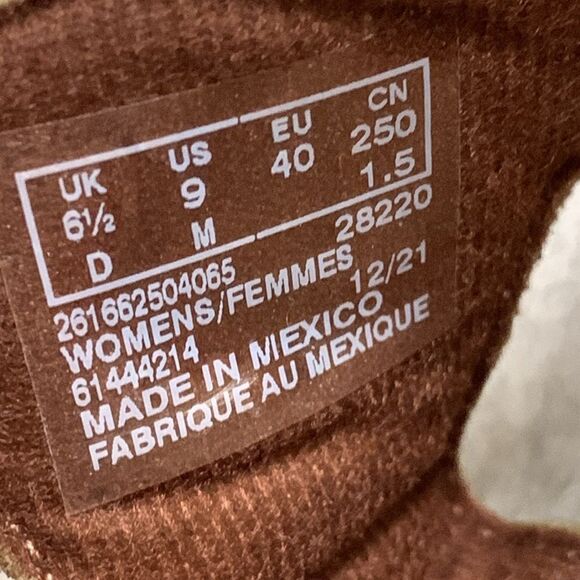 UK US EU CN
6½ 9 40 250
D M 1.5
261662504065 28220
WOMENS/FEMMES
61444214 12/21
MADE IN MEXICO
FABRIQUE AU MEXIQUE